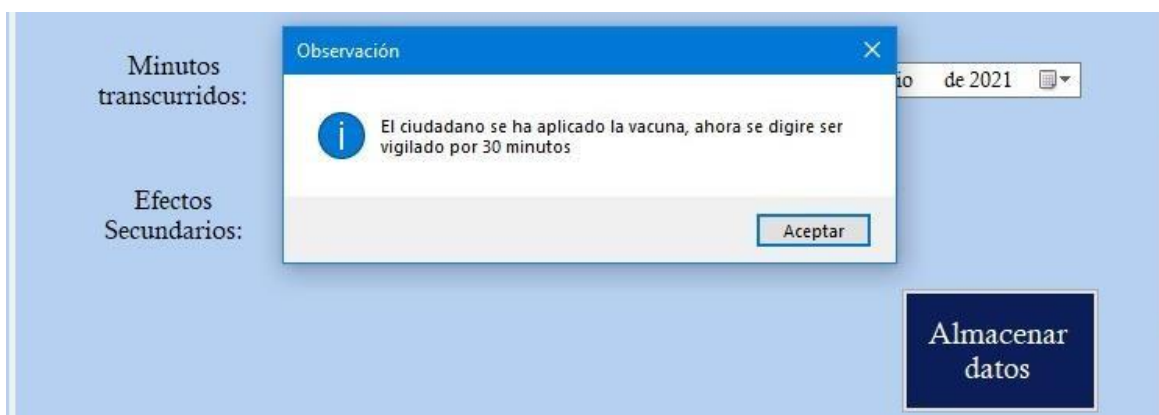 Observación
Minutos
transcurridos:
io de 2021
El ciudadano se ha aplicado la vacuna, ahora se digire ser
vigilado por 30 minutos
Efectos
Secundarios:
Aceptar
Almacenar
datos